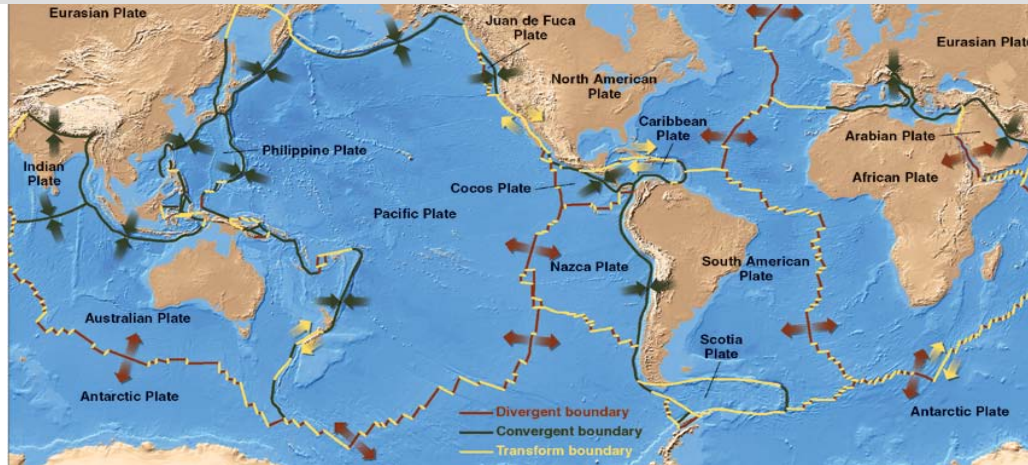 Eurasian Plate
Juan de Fuca
Plate
North American
Plate
Eurasian Plate
Caribbean
Plate
Arabian Plate
Philippine Plate
Indian
Plate
African Plate
Cocos Plate
Pacific Plate
Nazca Plate
South American
Plate
Australian Plate
Scotia
Plate
Antarctic Plate
Antarctic Plate
Divergent boundary
Convergent boundary
Transform boundary